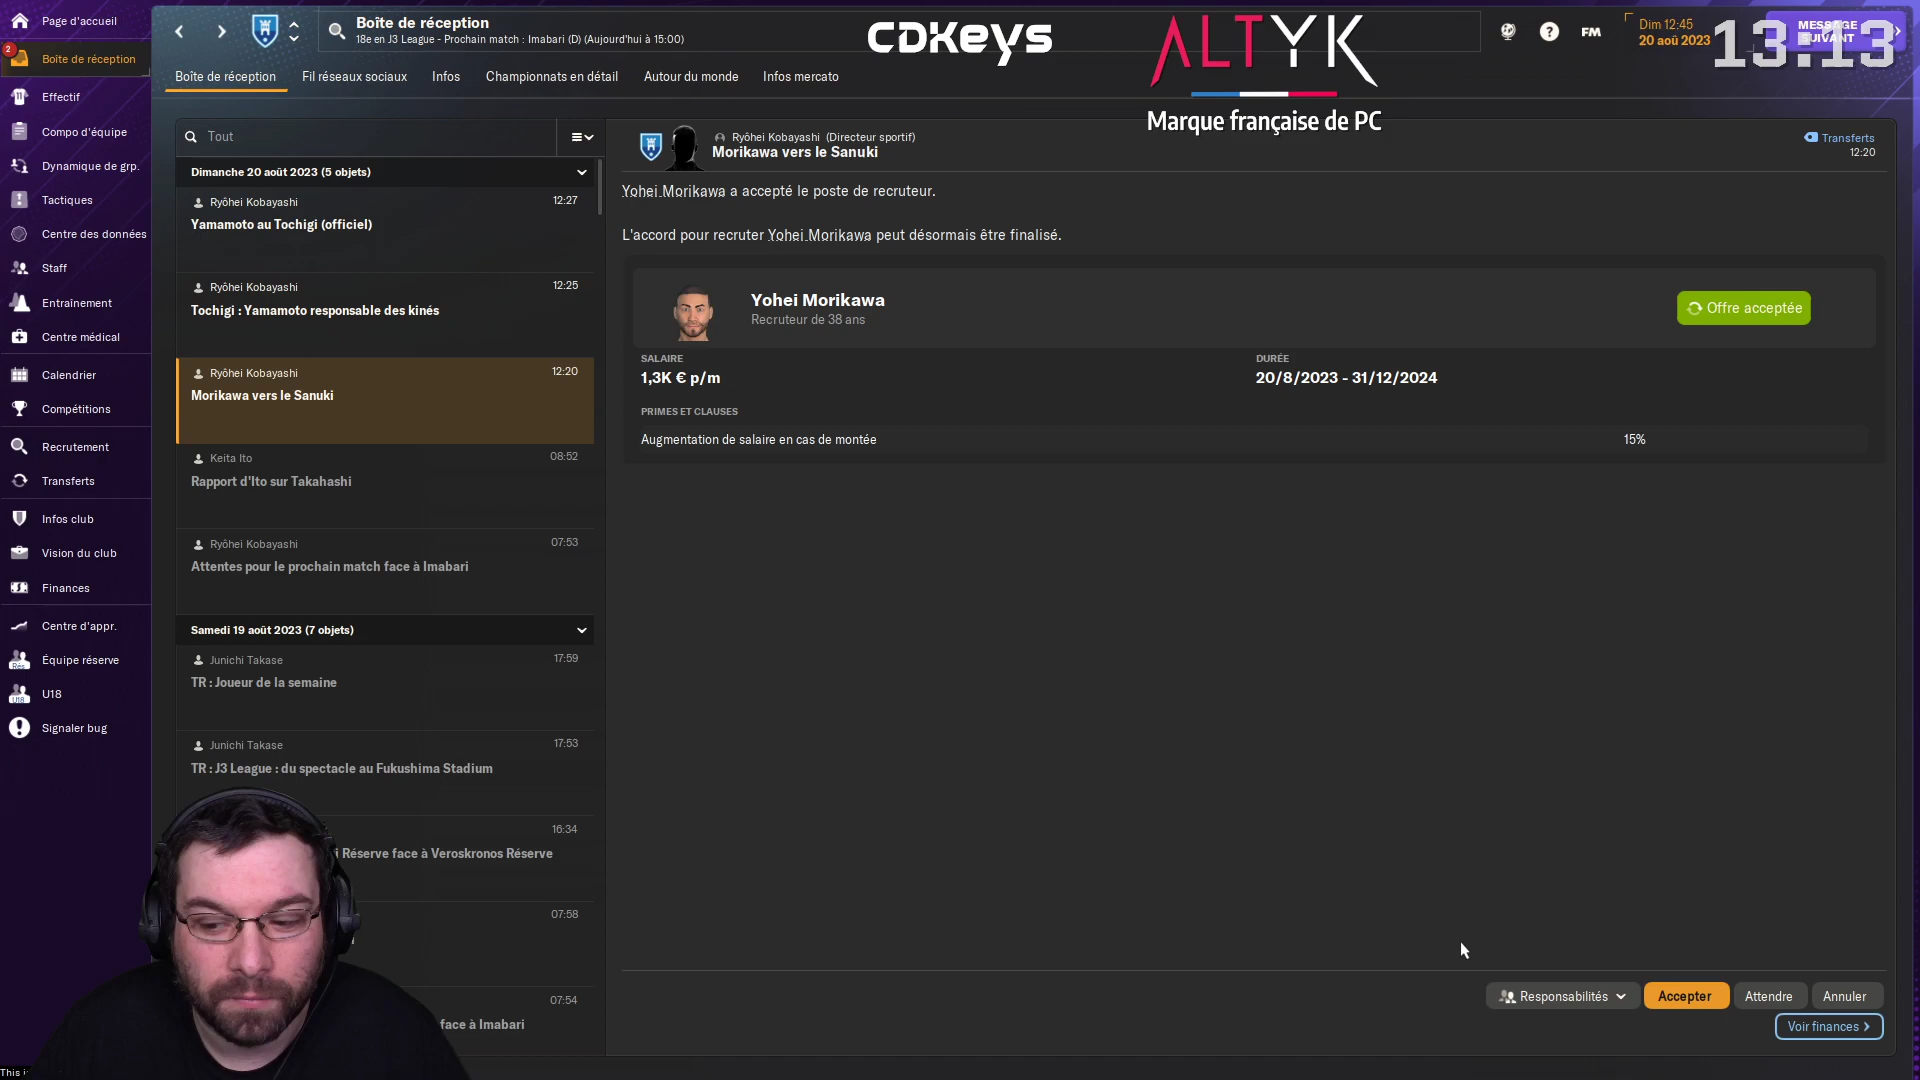 Page d'accueil
2
Boîte de réception
Effectif
Compo d'équipe
Dynamique de grp.
Tactiques
Centre des données
Staff
Entraînement
Centre médical
Calendrier
Compétitions
Recrutement
Transferts
Infos club
Vision du club
Finances
Centre d'appr.
Équipe réserve
U18
Signaler bug
Boîte de réception
18e en J3 League - Prochain match : Imabari (D) (Aujourd'hui à 15:00)
CDKeys
ALTYK
Marque française de PC
FM
Dim 12:45
20 aoû 2023
MESSAGE
SUIVANT
13:13
Boîte de réception
Fil réseaux sociaux
Infos
Championnats en détail
Autour du monde
Infos mercato
Tout
Dimanche 20 août 2023 (5 objets)
Ryôhei Kobayashi 12:27
Yamamoto au Tochigi (officiel)
Ryôhei Kobayashi 12:25
Tochigi : Yamamoto responsable des kinés
Ryôhei Kobayashi 12:20
Morikawa vers le Sanuki
Keita Ito 08:52
Rapport d'Ito sur Takahashi
Ryôhei Kobayashi 07:53
Attentes pour le prochain match face à Imabari
Samedi 19 août 2023 (7 objets)
Junichi Takase 17:59
TR : Joueur de la semaine
Junichi Takase 17:53
TR : J3 League : du spectacle au Fukushima Stadium
16:34
i Réserve face à Veroskronos Réserve
07:58
07:54
face à Imabari
Ryôhei Kobayashi (Directeur sportif)
Morikawa vers le Sanuki
Transferts
12:20
Yohei Morikawa a accepté le poste de recruteur.
L'accord pour recruter Yohei Morikawa peut désormais être finalisé.
Yohei Morikawa
Recruteur de 38 ans
Offre acceptée
SALAIRE
1,3K € p/m
DURÉE
20/8/2023 - 31/12/2024
PRIMES ET CLAUSES
Augmentation de salaire en cas de montée 15%
Responsabilités
Accepter
Attendre
Annuler
Voir finances
This i